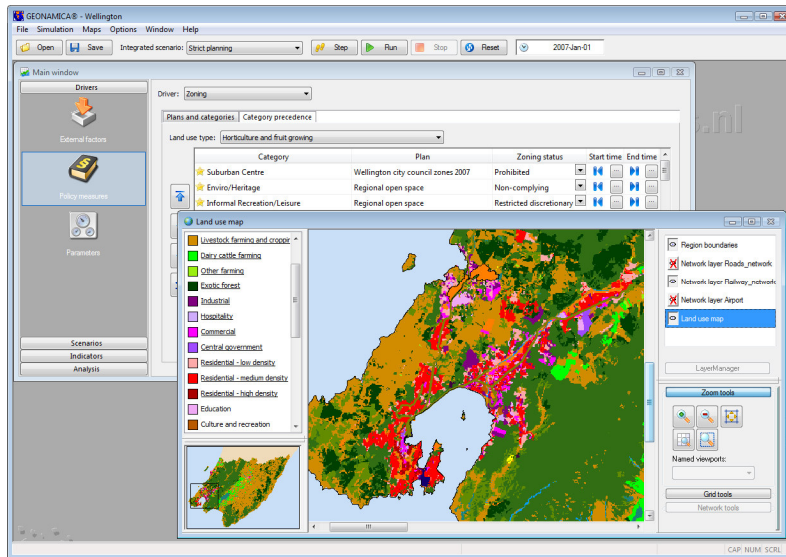 GEONAMICA® - Wellington
File Simulation Maps Options Window Help
Open Save Integrated scenario: Strict planning Step Run Stop Reset 2007-Jan-01
Main window
Drivers
External factors
Policy measures
Parameters
Scenarios
Indicators
Analysis
Driver: Zoning
Plans and categories Category precedence
Land use type: Horticulture and fruit growing
Category Plan Zoning status Start time End time
Suburban Centre Wellington city council zones 2007 Prohibited
Enviro/Heritage Regional open space Non-complying
Informal Recreation/Leisure Regional open space Restricted discretionary
s.nl
Land use map
Livestock farming and croppir
Dairy cattle farming
Other farming
Exotic forest
Industrial
Hospitality
Commercial
Central government
Residential - low density
Residential - medium density
Residential - high density
Education
Culture and recreation
Region boundaries
Network layer Roads_network
Network layer Railway_network
Network layer Airport
Land use map
LayerManager
Zoom tools
Named viewports:
Grid tools
Network tools
CAP NUM SCRL